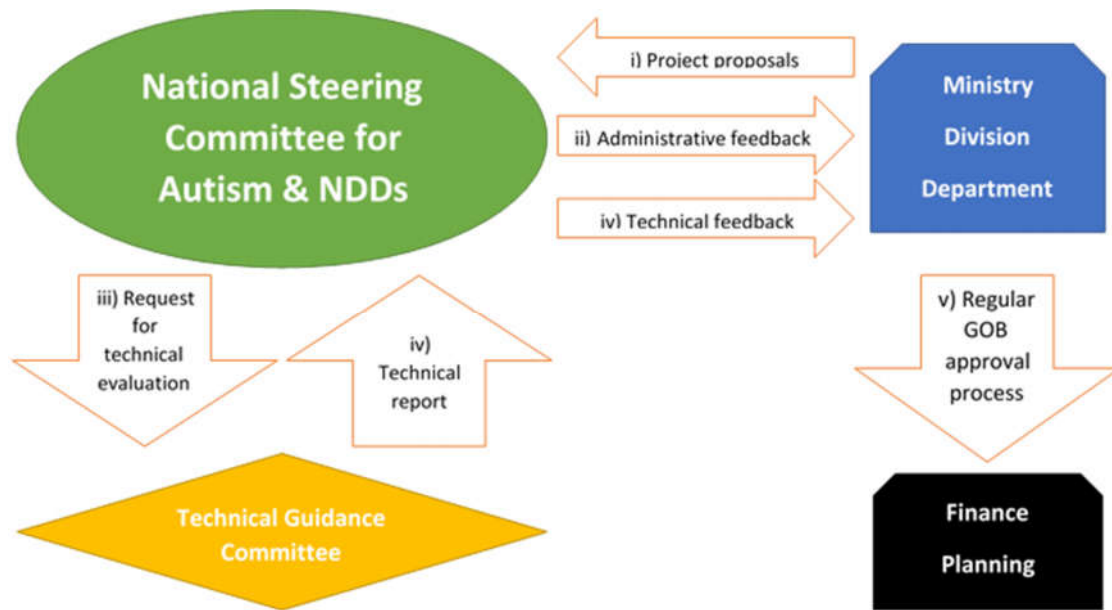 National Steering
Committee for
Autism & NDDs
i) Project proposals
ii) Administrative feedback
iv) Technical feedback
Ministry
Division
Department
iii) Request
for
technical
evaluation
iv)
Technical
report
v) Regular
GOB
approval
process
Technical Guidance
Committee
Finance
Planning